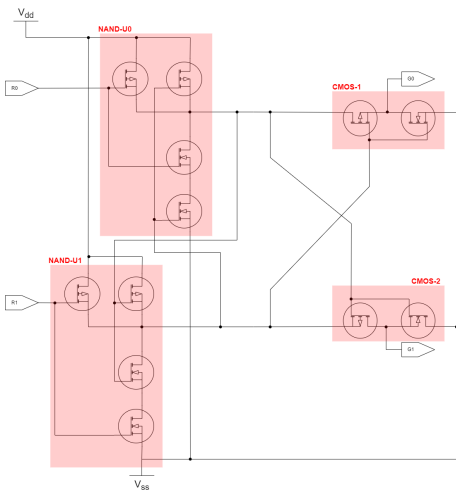 Vdd
NAND-U0
R0
G0
CMOS-1
NAND-U1
R1
CMOS-2
G1
Vss